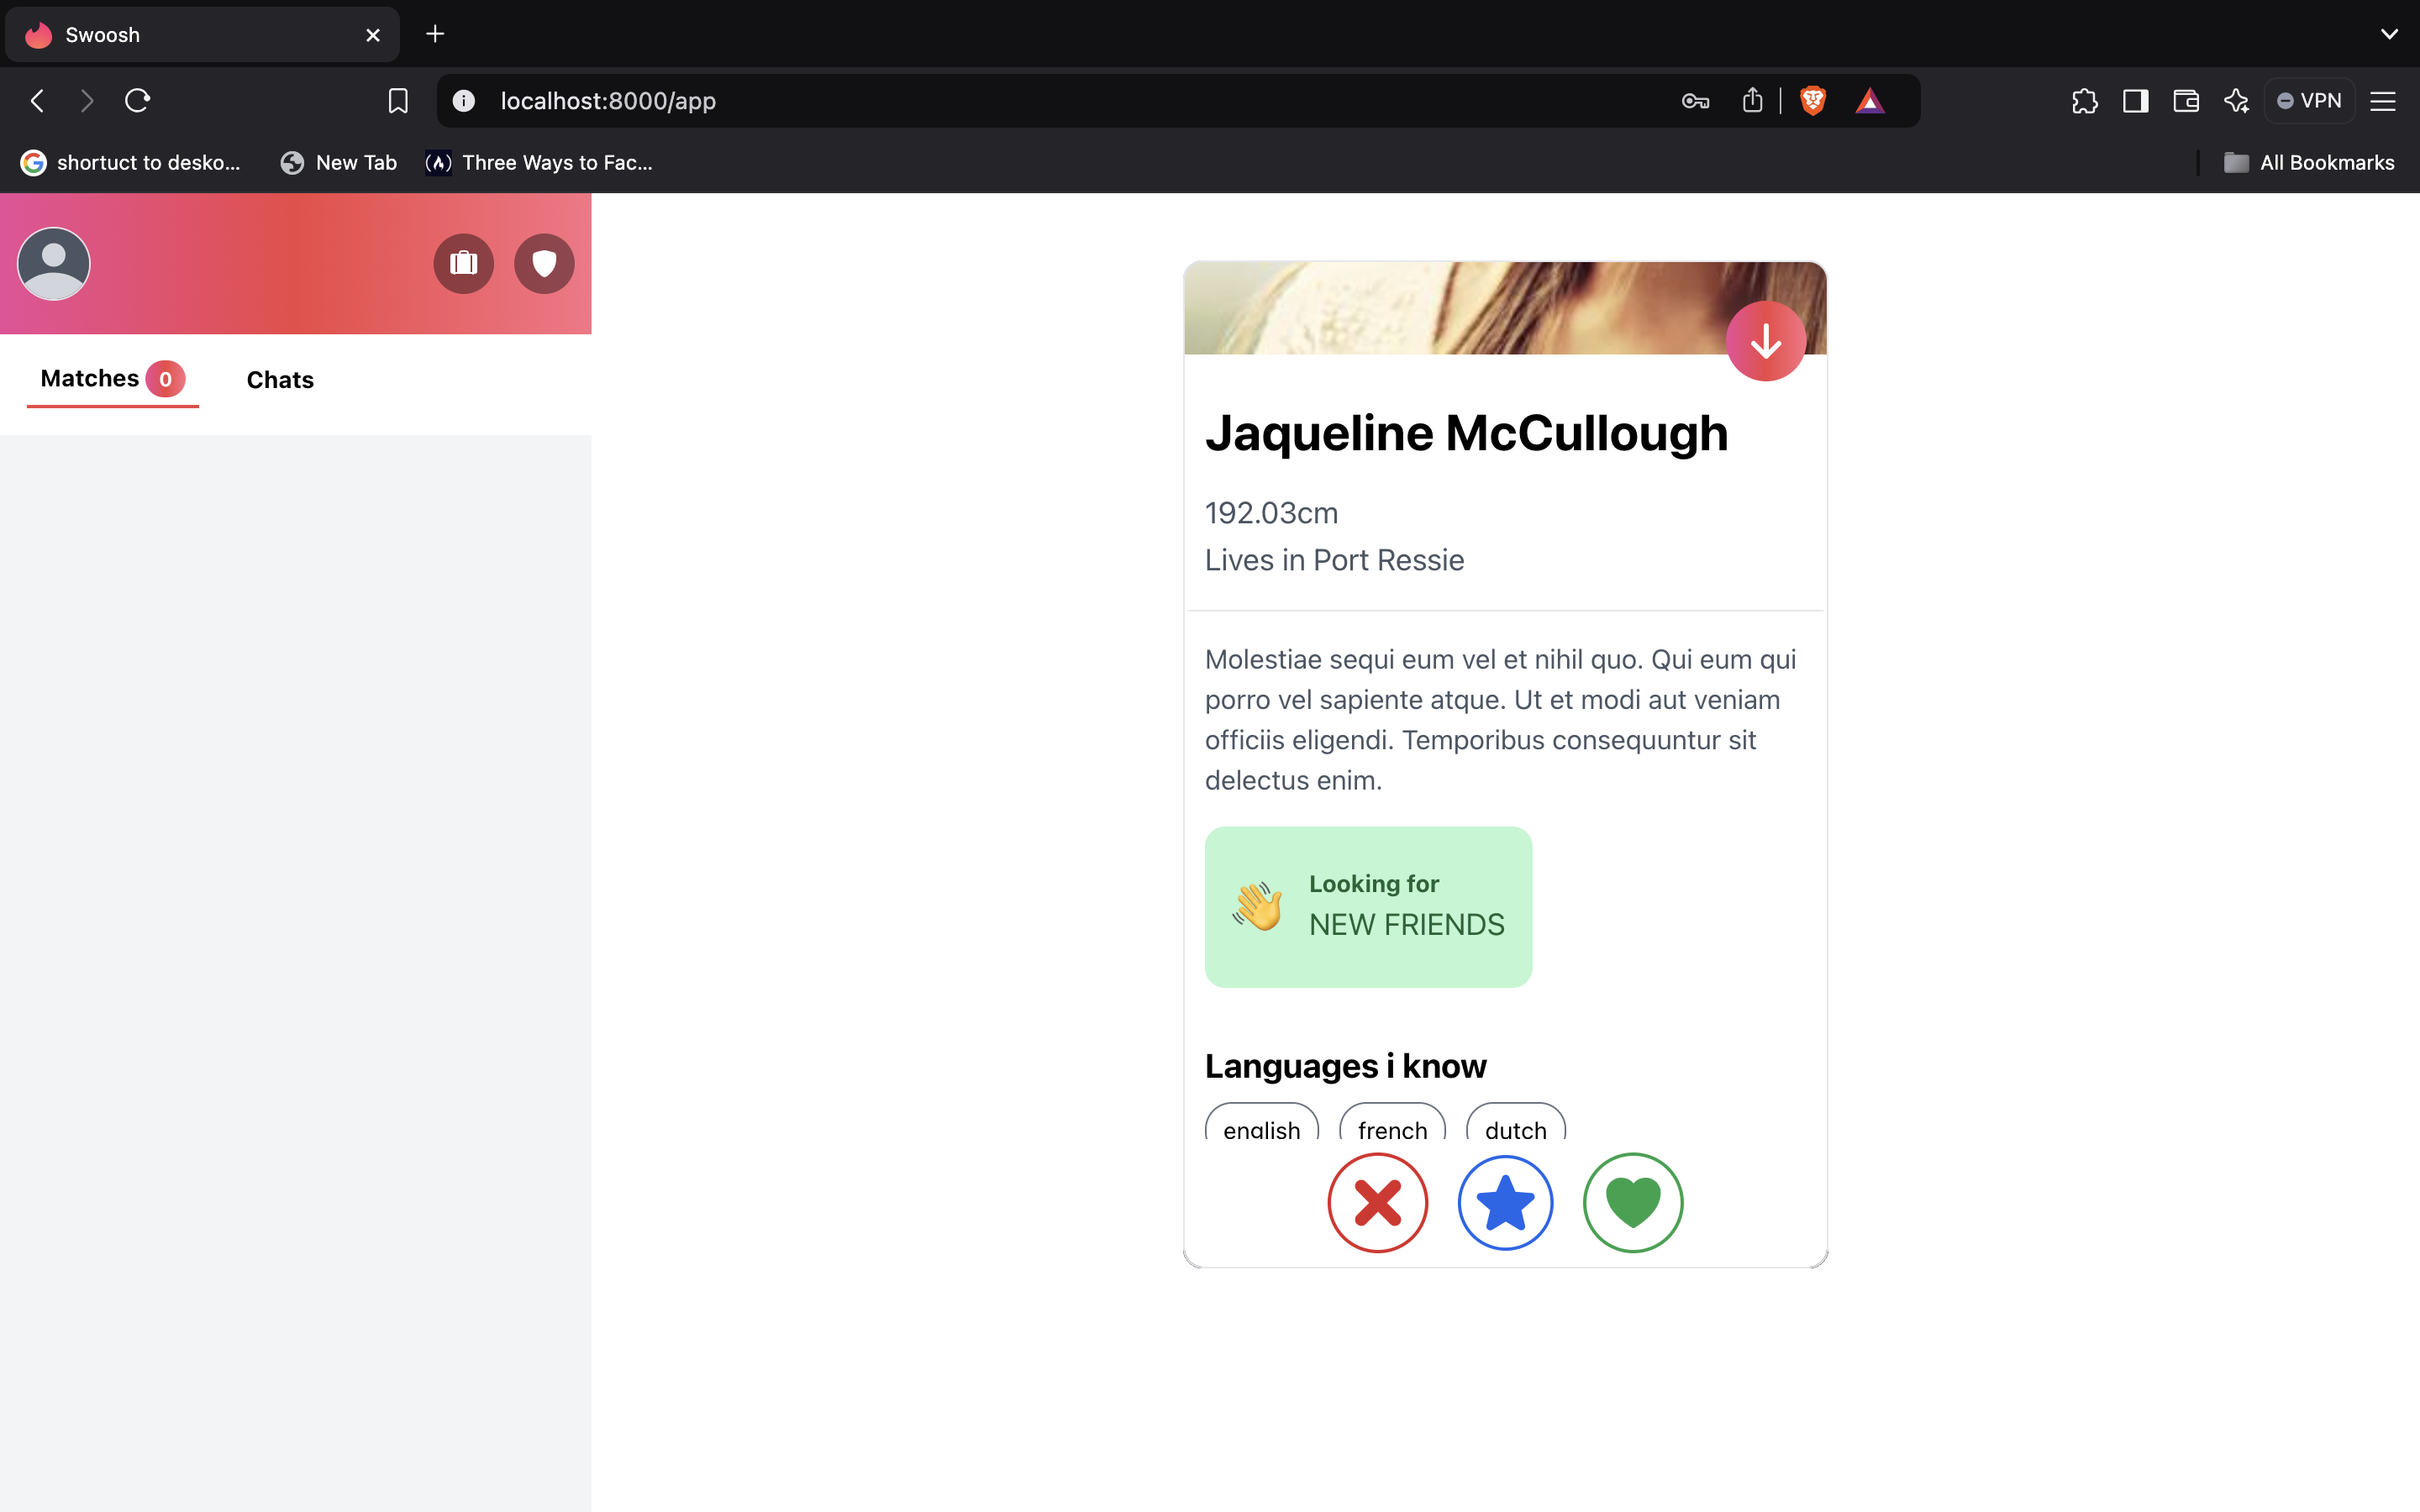 Swoosh
localhost:8000/app
VPN
shortuct to desko...
New Tab
Three Ways to Fac...
All Bookmarks
Matches 0
Chats
Jaqueline McCullough
192.03cm
Lives in Port Ressie
Molestiae sequi eum vel et nihil quo. Qui eum qui
porro vel sapiente atque. Ut et modi aut veniam
officiis eligendi. Temporibus consequuntur sit
delectus enim.
Looking for
NEW FRIENDS
Languages i know
english french dutch